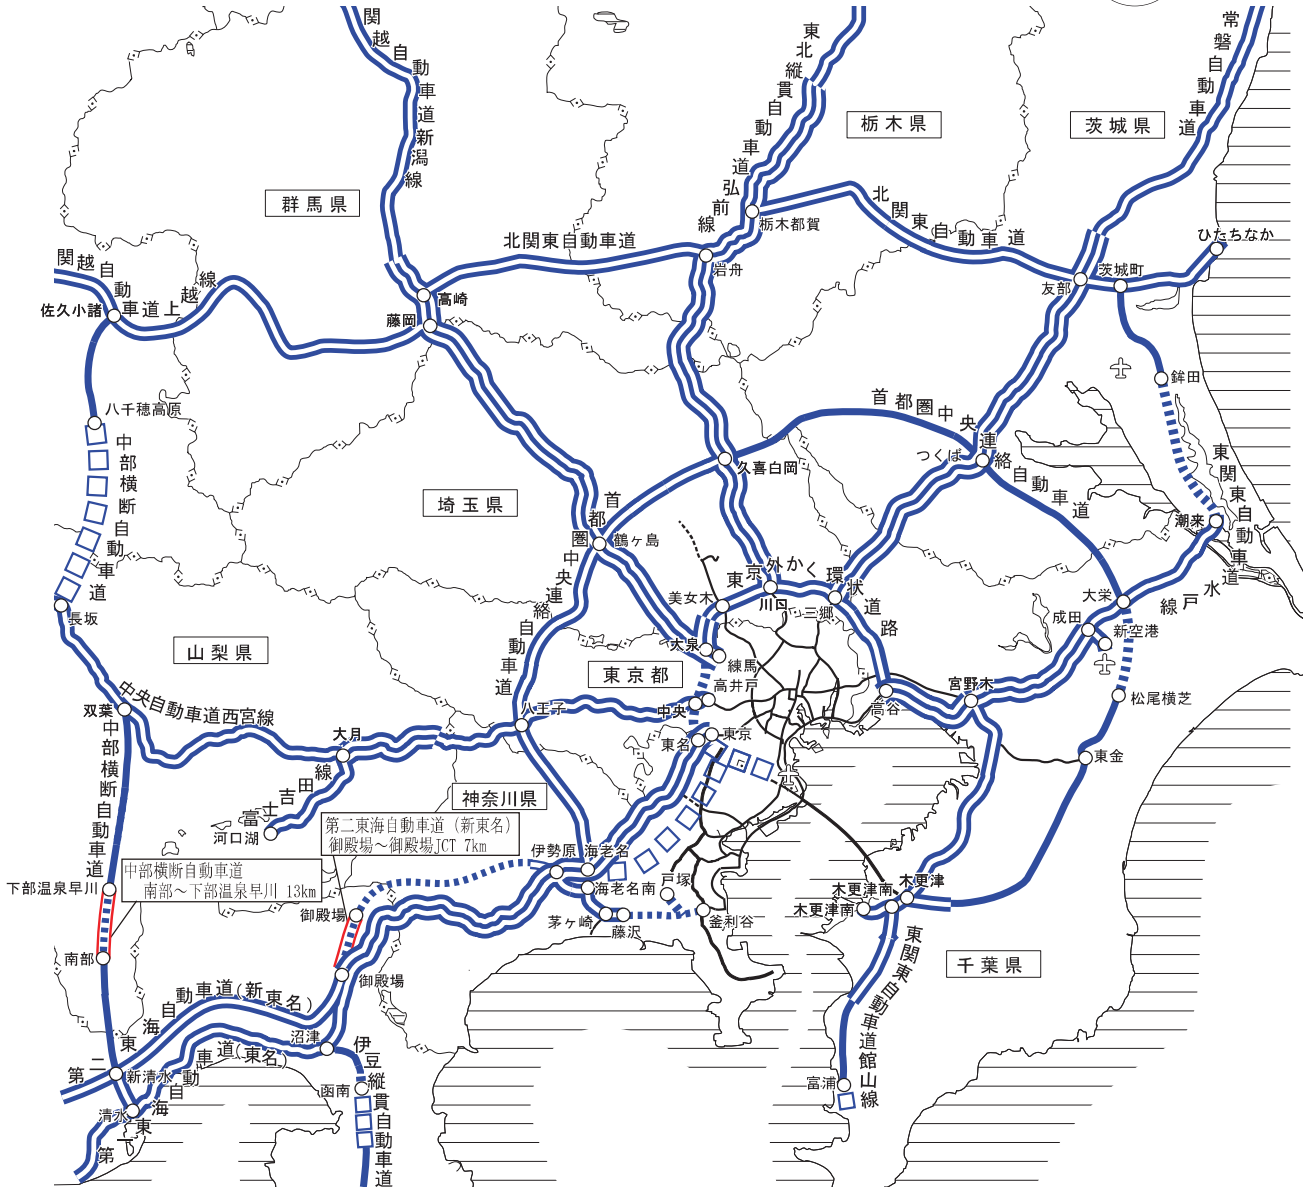 関越自動車道新潟線
東北縦貫自動車道弘前線
常磐自動車道
栃木県
茨城県
群馬県
北関東自動車道
栃木都賀
北関東自動車道
ひたちなか
関越自動車道上越線
岩舟
友部
茨城町
佐久小諸
高崎
藤岡
鉾田
八千穂高原
首都圏中央連絡自動車道
中部横断自動車道
つくば
久喜白岡
東関東自動車道水戸線
埼玉県
潮来
首都圏中央連絡自動車道
鶴ヶ島
東京外かく環状道路
美女木
川口
三郷
大栄
長坂
成田
新空港
山梨県
大泉
練馬
東京都
高井戸
宮野木
中央自動車道西宮線
双葉
中央
高谷
松尾横芝
八王子
大月
東名
東京
中部横断自動車道
東金
富士吉田線
神奈川県
河口湖
第二東海自動車道（新東名）
御殿場～御殿場JCT 7km
伊勢原
海老名
中部横断自動車道
南部～下部温泉早川 13km
下部温泉早川
海老名南
戸塚
木更津南
木更津
御殿場
茅ヶ崎
藤沢
釜利谷
木更津南
南部
東関東自動車道館山線
千葉県
御殿場
第二東海自動車道(新東名)
沼津
伊豆縦貫自動車道
新清水
函南
富浦
清水
第一東海自動車道(東名)